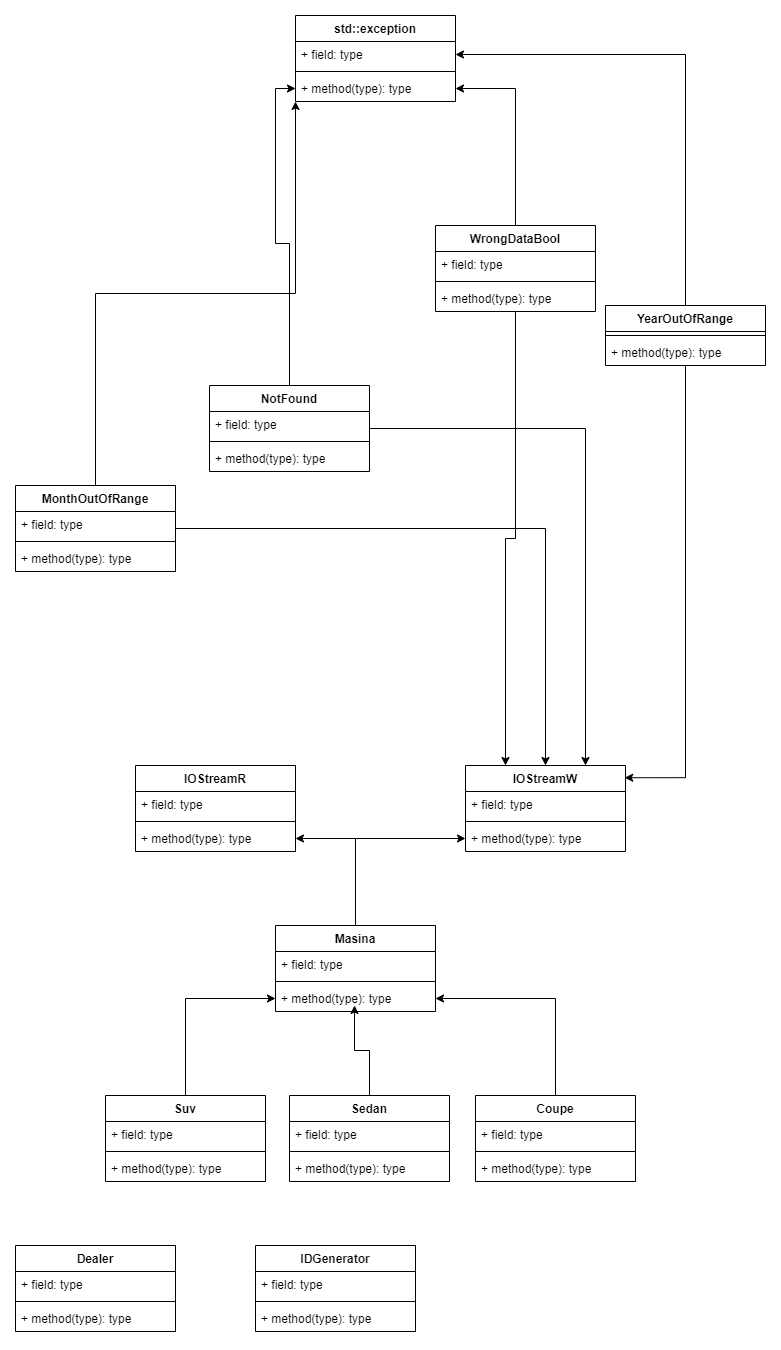 std::exception
+ field: type
+ method(type): type
WrongDataBool
+ field: type
+ method(type): type
YearOutOfRange
+ method(type): type
NotFound
+ field: type
+ method(type): type
MonthOutOfRange
+ field: type
+ method(type): type
IOStreamR
+ field: type
+ method(type): type
IOStreamW
+ field: type
+ method(type): type
Masina
+ field: type
+ method(type): type
Suv
+ field: type
+ method(type): type
Sedan
+ field: type
+ method(type): type
Coupe
+ field: type
+ method(type): type
Dealer
+ field: type
+ method(type): type
IDGenerator
+ field: type
+ method(type): type